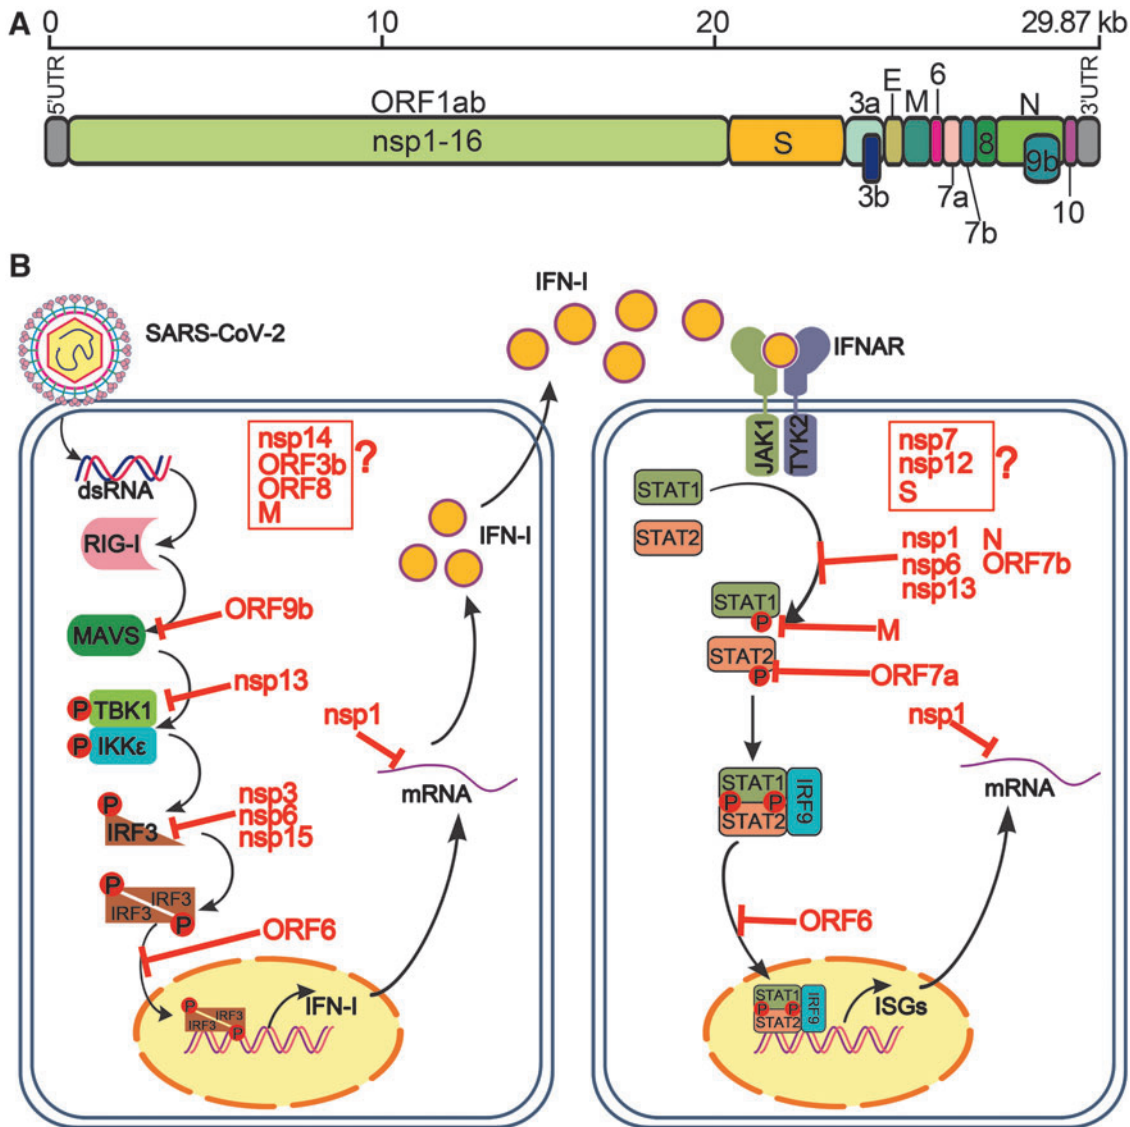 A
0 10 20 29.87 kb
5'UTR
ORF1ab
3a
E
M
6
N
3'UTR
nsp1-16
S
8
9b
3b
7a
7b
10
B
SARS-CoV-2
IFN-I
IFNAR
JAK1
TYK2
nsp14
ORF3b
ORF8
M
?
dsRNA
RIG-I
MAVS
ORF9b
P
TBK1
nsp13
P
IKKε
P
IRF3
nsp3
nsp6
nsp15
P
IRF3
IRF3
P
ORF6
P
IRF3
IRF3
P
IFN-I
nsp1
mRNA
IFN-I
nsp7
nsp12
S
?
STAT1
STAT2
nsp1 N
nsp6 ORF7b
nsp13
STAT1
P
M
STAT2
P
ORF7a
nsp1
mRNA
STAT1
P P
STAT2
IRF9
ORF6
STAT1
P P
STAT2
IRF9
ISGs